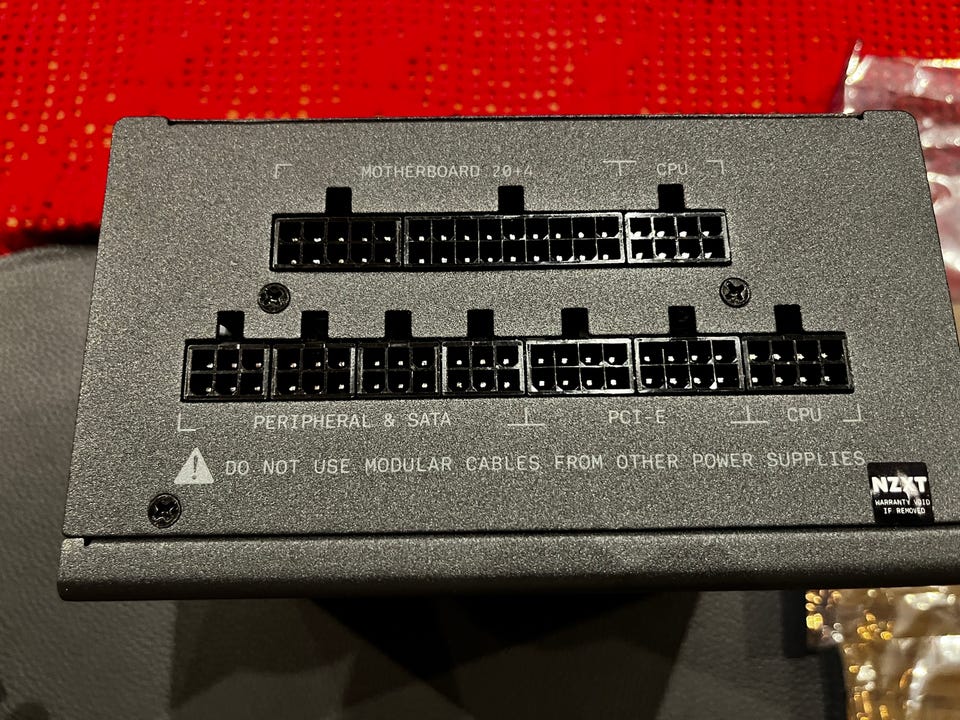 MOTHERBOARD 20+4
CPU
PERIPHERAL & SATA
PCI-E
CPU
DO NOT USE MODULAR CABLES FROM OTHER POWER SUPPLIES
NZXT
WARRANTY VOID
IF REMOVED